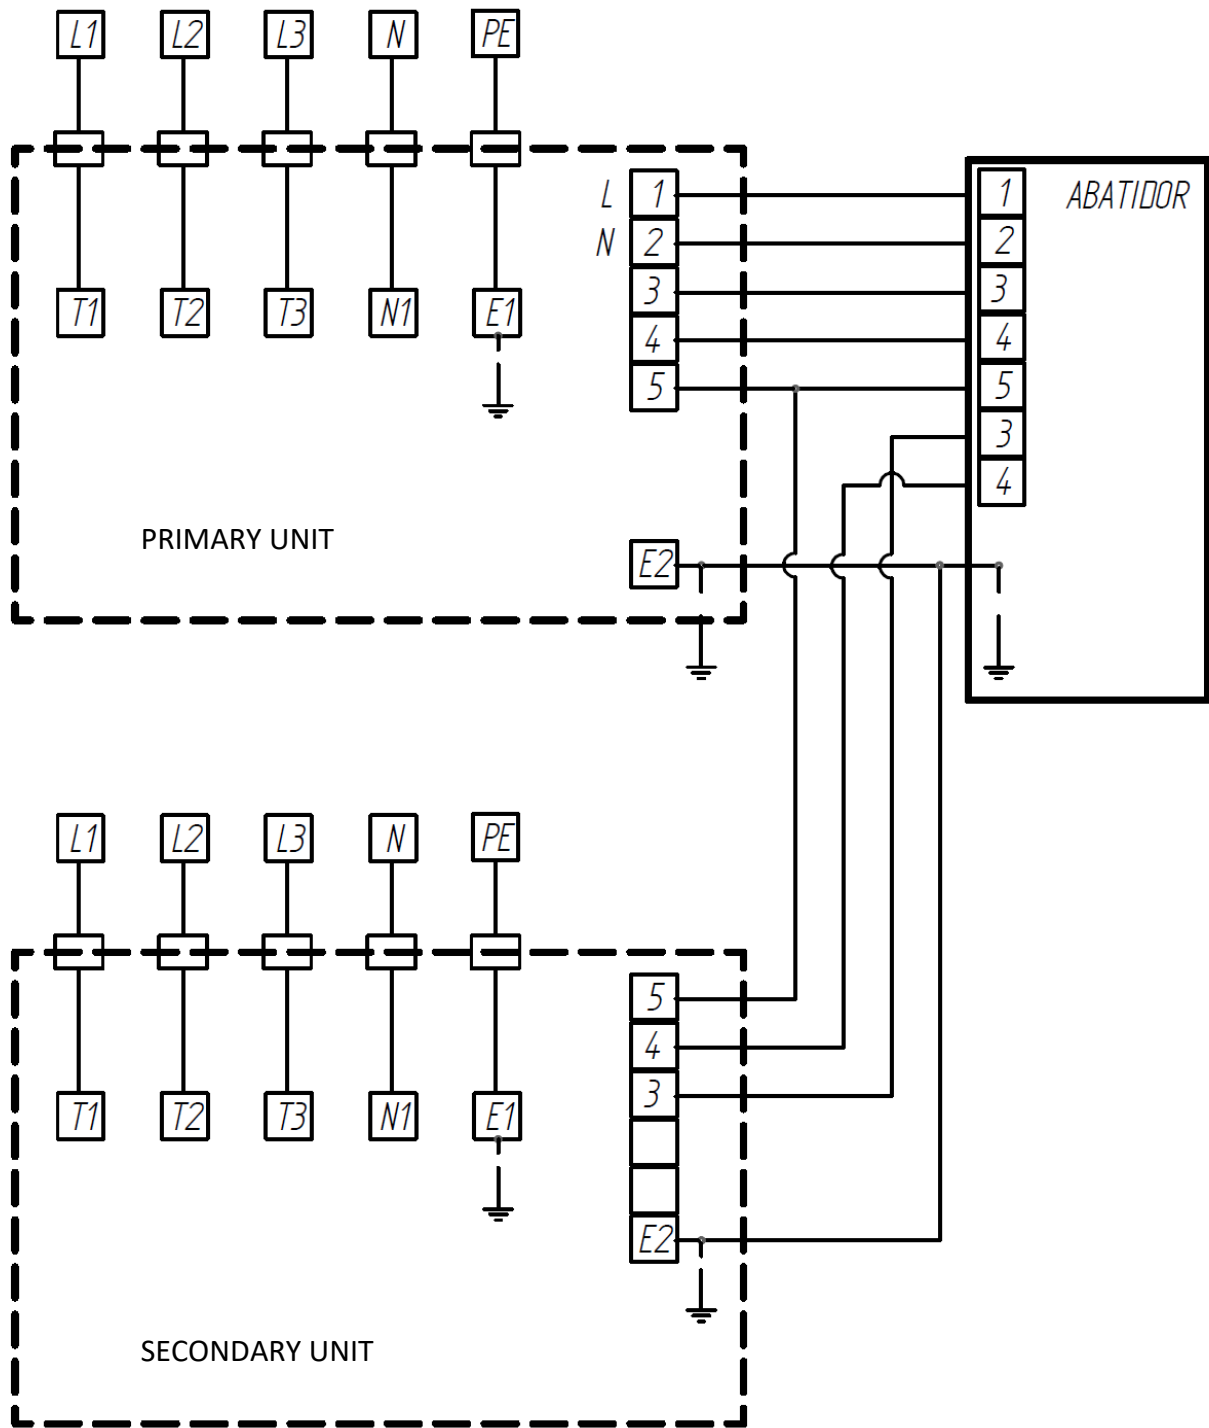 L1 L2 L3 N PE
L 1 1 ABATIDOR
N 2 2
3 3
T1 T2 T3 N1 E1
4 4
5 5
3
4
PRIMARY UNIT
E2
L1 L2 L3 N PE
5
4
3
T1 T2 T3 N1 E1
E2
SECONDARY UNIT